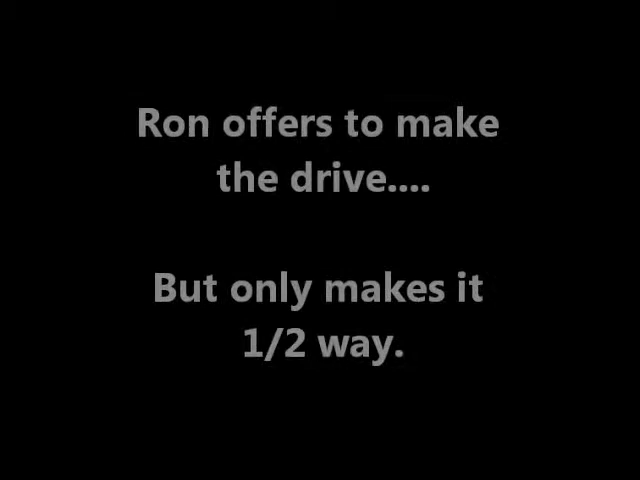 Ron offers to make
the drive....
But only makes it
1/2 way.